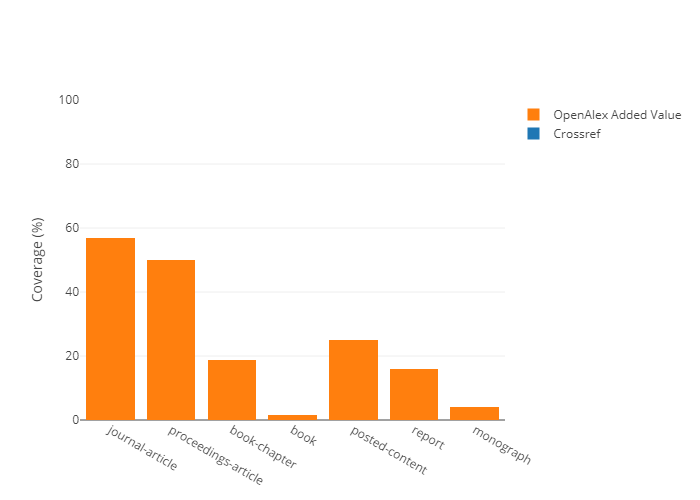 100
80
60
40
20
0
Coverage (%)
journal-article
proceedings-article
book-chapter
book
posted-content
report
monograph
OpenAlex Added Value
Crossref